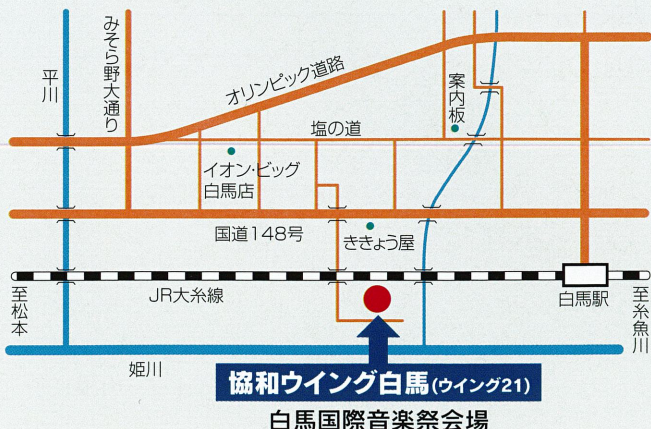 みそら野大通り
平川
オリンピック道路
案内板
塩の道
イオン・ビッグ
白馬店
国道148号
ききょう屋
至松本
JR大糸線
白馬駅
至糸魚川
姫川
協和ウイング白馬(ウイング21)
白馬国際音楽祭会場